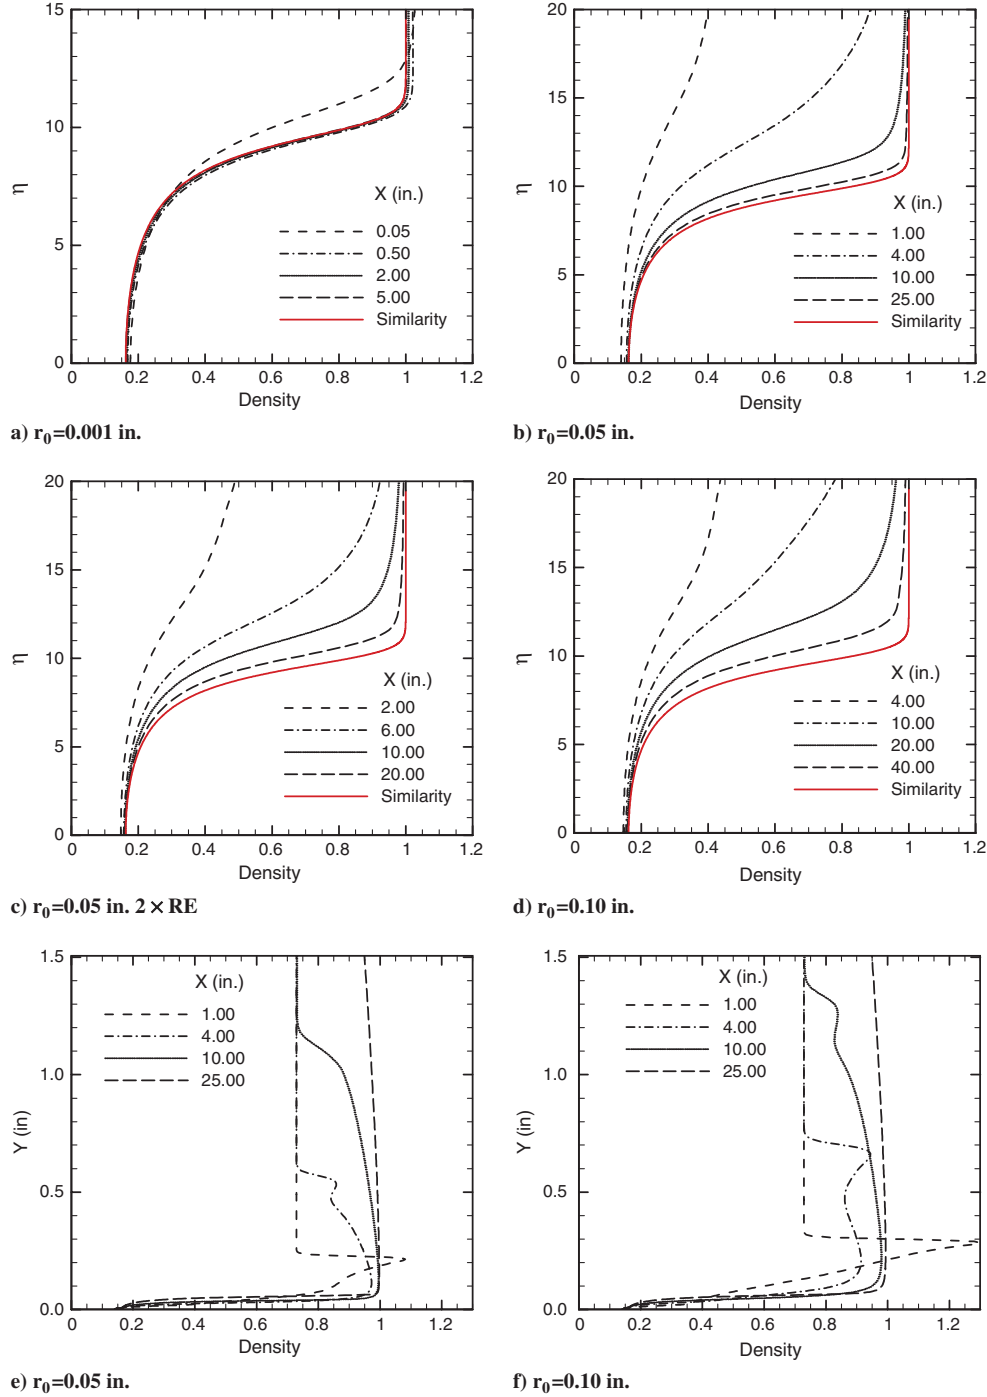 15
10
5
0
η
X (in.)
0.05
0.50
2.00
5.00
Similarity
0 0.2 0.4 0.6 0.8 1 1.2
Density
a) r0=0.001 in.
20
15
10
5
0
η
X (in.)
1.00
4.00
10.00
25.00
Similarity
0 0.2 0.4 0.6 0.8 1 1.2
Density
b) r0=0.05 in.
20
15
10
5
0
η
X (in.)
2.00
6.00
10.00
20.00
Similarity
0 0.2 0.4 0.6 0.8 1 1.2
Density
c) r0=0.05 in. 2 × RE
20
15
10
5
0
η
X (in.)
4.00
10.00
20.00
40.00
Similarity
0 0.2 0.4 0.6 0.8 1 1.2
Density
d) r0=0.10 in.
1.5
1.0
0.5
0.0
Y (in)
X (in.)
1.00
4.00
10.00
25.00
0.0 0.2 0.4 0.6 0.8 1.0 1.2
Density
e) r0=0.05 in.
1.5
1.0
0.5
0.0
Y (in)
X (in.)
1.00
4.00
10.00
25.00
0.0 0.2 0.4 0.6 0.8 1.0 1.2
Density
f) r0=0.10 in.